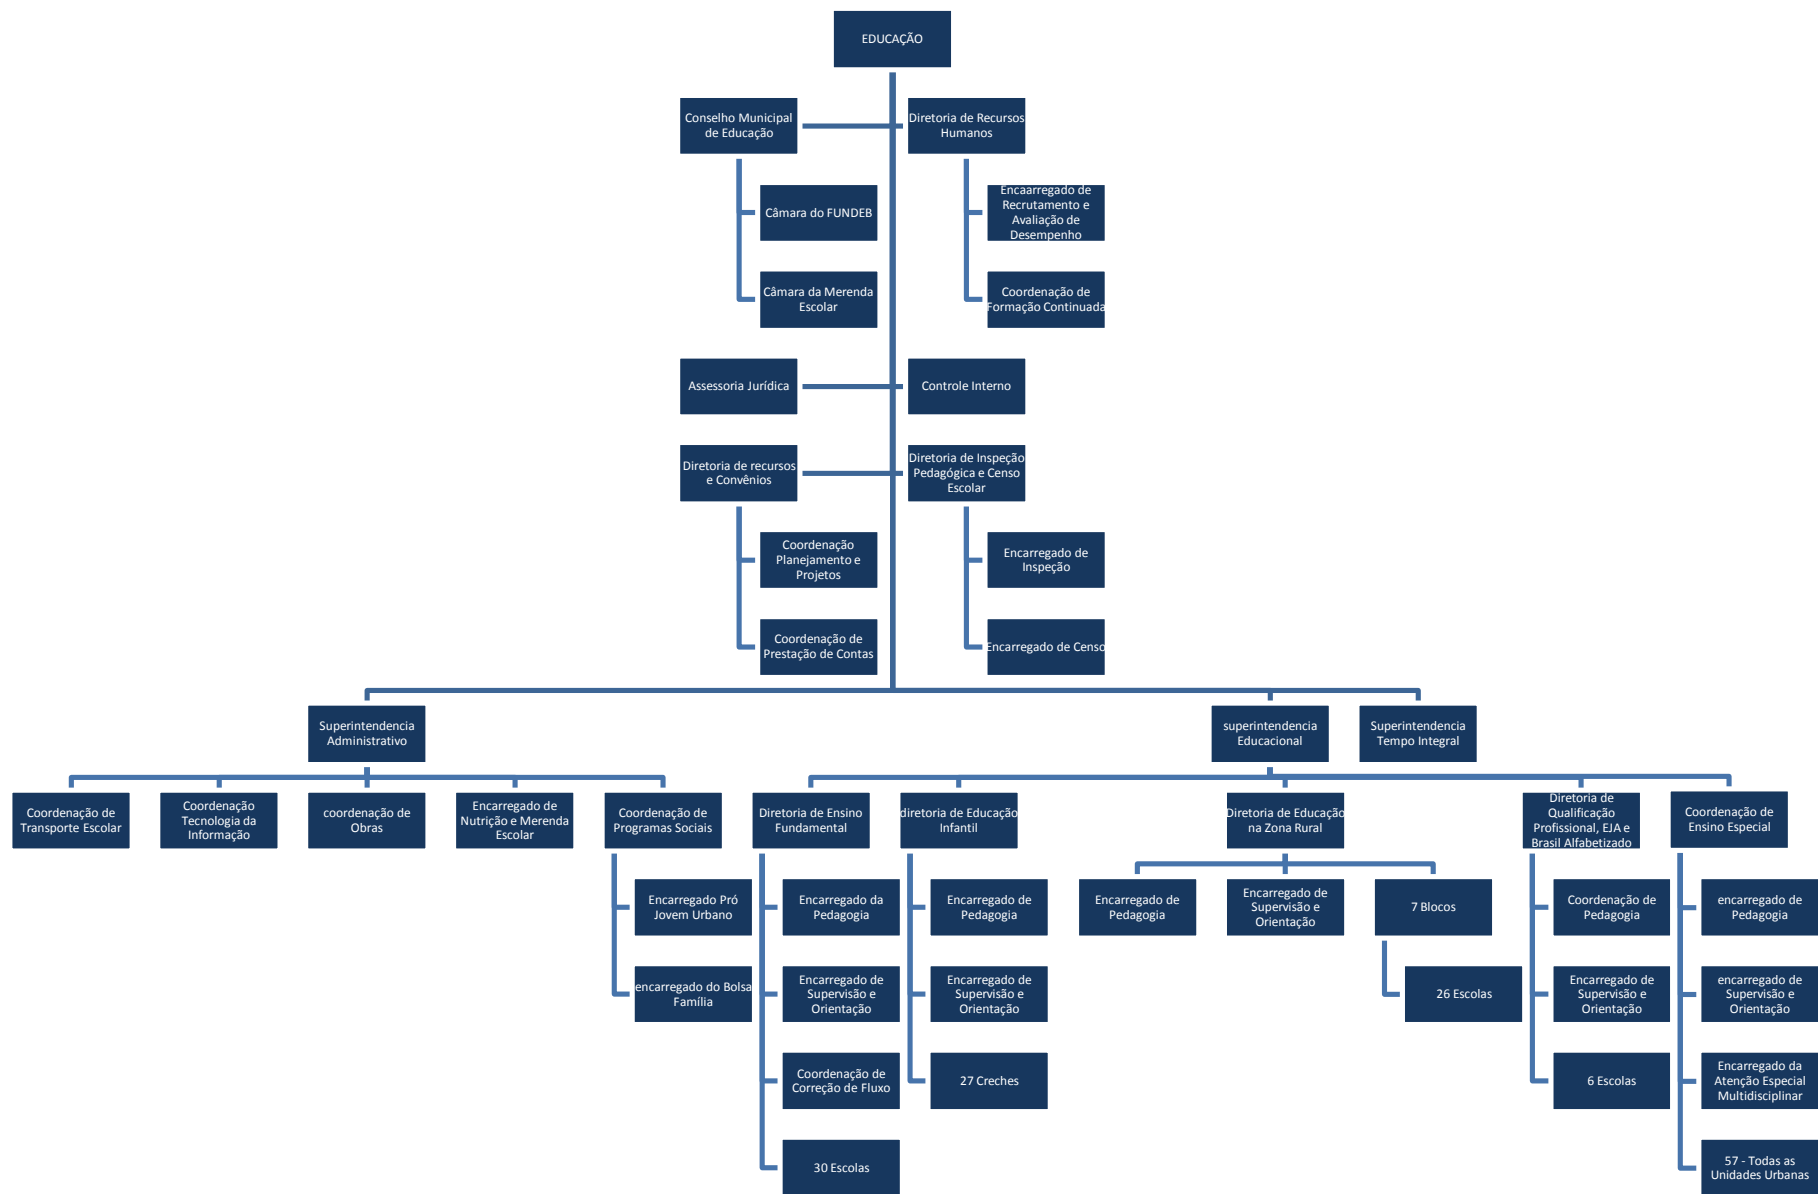 EDUCAÇÃO
Conselho Municipal
de Educação
Diretoria de Recursos
Humanos
Câmara do FUNDEB
Encaarregado de
Recrutamento e
Avaliação de
Desempenho
Câmara da Merenda
Escolar
Coordenação de
Formação Continuada
Assessoria Jurídica
Controle Interno
Diretoria de recursos
e Convênios
Diretoria de Inspeção
Pedagógica e Censo
Escolar
Coordenação
Planejamento e
Projetos
Encarregado de
Inspeção
Coordenação de
Prestação de Contas
Encarregado de Censo
Superintendencia
Administrativo
superintendencia
Educacional
Superintendencia
Tempo Integral
Coordenação de
Transporte Escolar
Coordenação
Tecnologia da
Informação
coordenação de
Obras
Encarregado de
Nutrição e Merenda
Escolar
Coordenação de
Programas Sociais
Diretoria de Ensino
Fundamental
diretoria de Educação
Infantil
Diretoria de Educação
na Zona Rural
Diretoria de
Qualificação
Profissional, EJA e
Brasil Alfabetizado
Coordenação de
Ensino Especial
Encarregado Pró
Jovem Urbano
Encarregado da
Pedagogia
Encarregado de
Pedagogia
Encarregado de
Pedagogia
Encarregado de
Supervisão e
Orientação
7 Blocos
Coordenação de
Pedagogia
encarregado de
Pedagogia
encarregado do Bolsa
Família
Encarregado de
Supervisão e
Orientação
Encarregado de
Supervisão e
Orientação
26 Escolas
Encarregado de
Supervisão e
Orientação
encarregado de
Supervisão e
Orientação
Coordenação de
Correção de Fluxo
27 Creches
6 Escolas
Encarregado da
Atenção Especial
Multidisciplinar
30 Escolas
57 - Todas as
Unidades Urbanas